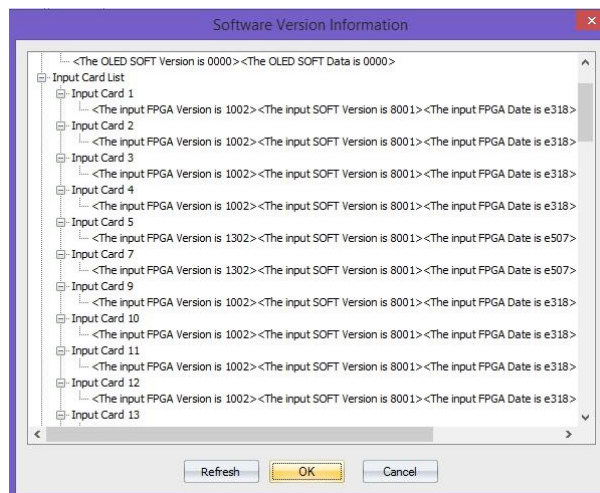 Software Version Information
<The OLED SOFT Version is 0000><The OLED SOFT Data is 0000>
Input Card List
Input Card 1
<The input FPGA Version is 1002><The input SOFT Version is 8001><The input FPGA Date is e318>
Input Card 2
<The input FPGA Version is 1002><The input SOFT Version is 8001><The input FPGA Date is e318>
Input Card 3
<The input FPGA Version is 1002><The input SOFT Version is 8001><The input FPGA Date is e318>
Input Card 4
<The input FPGA Version is 1002><The input SOFT Version is 8001><The input FPGA Date is e318>
Input Card 5
<The input FPGA Version is 1302><The input SOFT Version is 8001><The input FPGA Date is e507>
Input Card 7
<The input FPGA Version is 1302><The input SOFT Version is 8001><The input FPGA Date is e507>
Input Card 9
<The input FPGA Version is 1002><The input SOFT Version is 8001><The input FPGA Date is e318>
Input Card 10
<The input FPGA Version is 1002><The input SOFT Version is 8001><The input FPGA Date is e318>
Input Card 11
<The input FPGA Version is 1002><The input SOFT Version is 8001><The input FPGA Date is e318>
Input Card 12
<The input FPGA Version is 1002><The input SOFT Version is 8001><The input FPGA Date is e318>
Input Card 13
Refresh OK Cancel